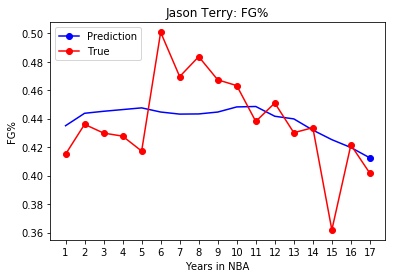 Jason Terry: FG%
Prediction
True
FG%
0.50
0.48
0.46
0.44
0.42
0.40
0.38
0.36
1 2 3 4 5 6 7 8 9 10 11 12 13 14 15 16 17
Years in NBA